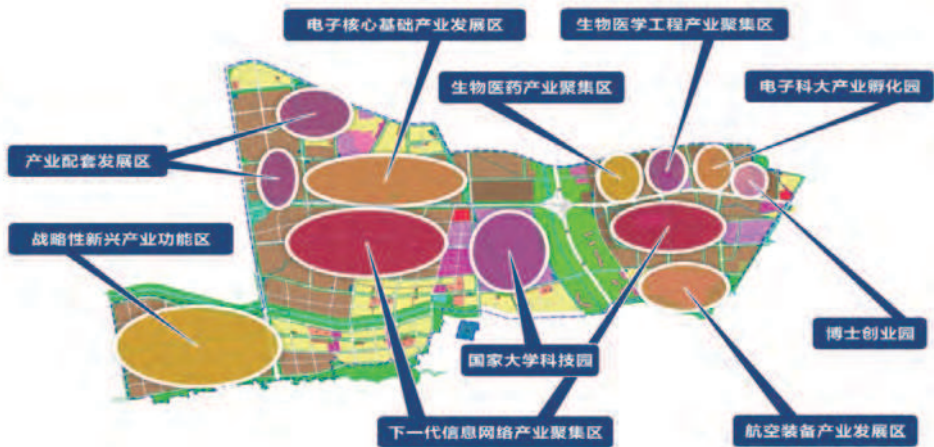 电子核心基础产业发展区
生物医学工程产业聚集区
生物医药产业聚集区
电子科大产业孵化园
产业配套发展区
战略性新兴产业功能区
博士创业园
国家大学科技园
下一代信息网络产业聚集区
航空装备产业发展区